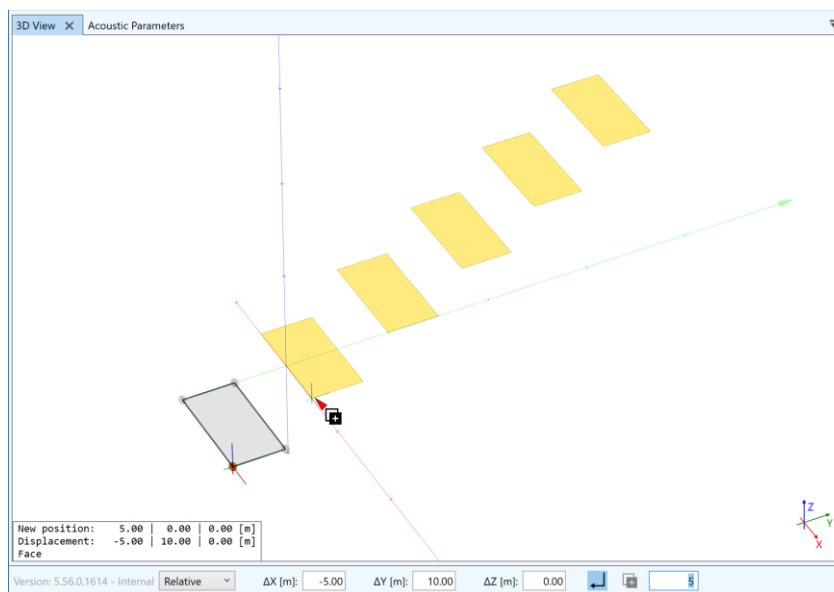 3D View ✕ Acoustic Parameters
Z
Y
X
New position: 5.00 | 0.00 | 0.00 [m]
Displacement: -5.00 | 10.00 | 0.00 [m]
Face
Version: 5.56.0.1614 - Internal Relative ΔX [m]: -5.00 ΔY [m]: 10.00 ΔZ [m]: 0.00 5